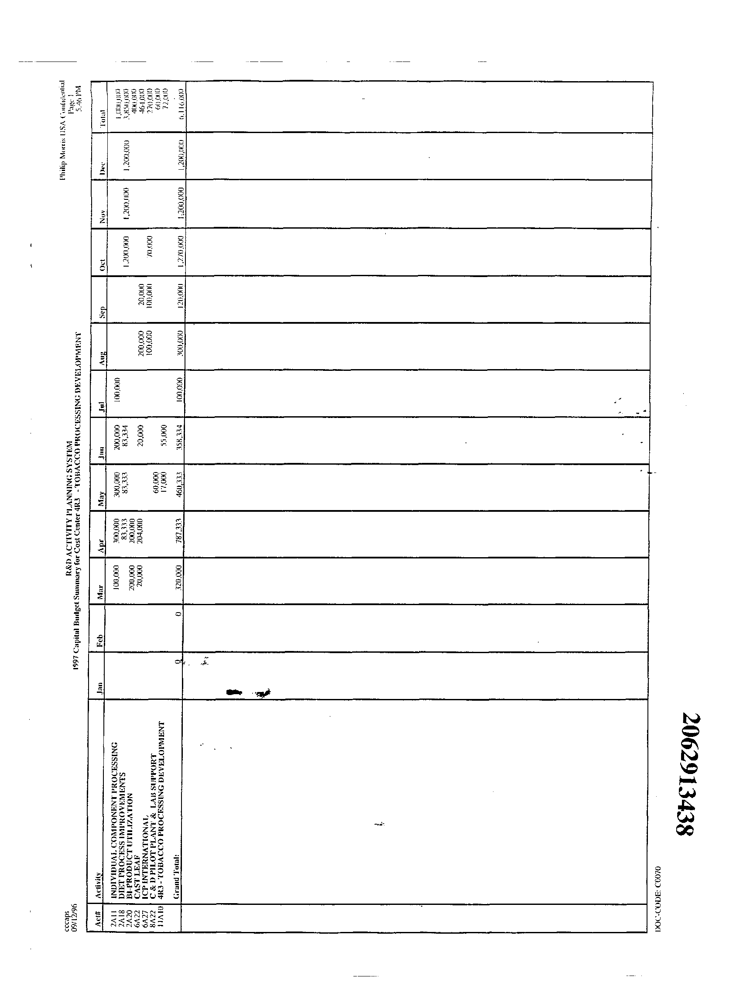 cccaps
09/12/96
R&D ACTIVITY PLANNING SYSTEM
1997 Capital Budget Summary for Cost Center 4R3 - TOBACCO PROCESSING DEVELOPMENT
Philip Morris USA Confidential
Page 1
5:46 PM
Act# Activity Jan Feb Mar Apr May Jun Jul Aug Sep Oct Nov Dec Total
2A11 INDIVIDUAL COMPONENT PROCESSING 100,000 300,000 300,000 200,000 100,000 1,000,000
2A18 DIET PROCESS IMPROVEMENTS 83,333 83,333 83,334 1,200,000 1,200,000 1,200,000 3,850,000
2A20 BI-PRODUCT UTILIZATION 200,000 200,000 400,000
6A22 CAST LEAF 20,000 204,000 20,000 200,000 20,000 464,000
6A27 ICP INTERNATIONAL 100,000 100,000 70,000 270,000
8A22 C & D PILOT PLANT & LAB SUPPORT 60,000 60,000
11A10 4R3 - TOBACCO PROCESSING DEVELOPMENT 17,000 55,000 72,000
Grand Total: 0 0 320,000 787,333 460,333 358,334 100,000 300,000 120,000 1,270,000 1,200,000 1,200,000 6,116,000
DOC-CODE: C0070
2062913438